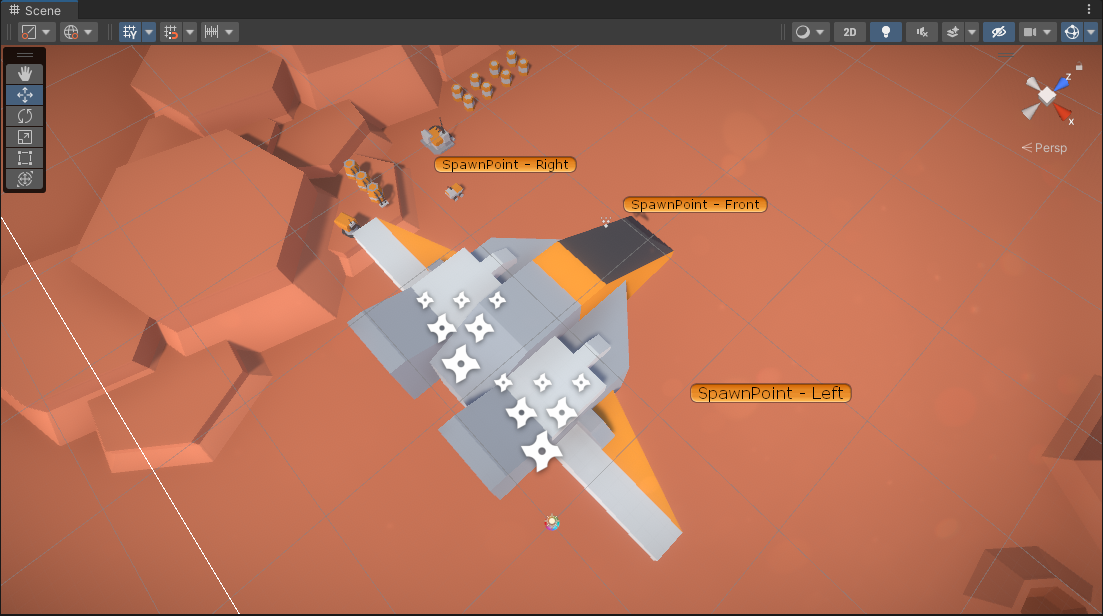 Scene
2D
Y
z
x
Persp
SpawnPoint - Right
SpawnPoint - Front
SpawnPoint - Left